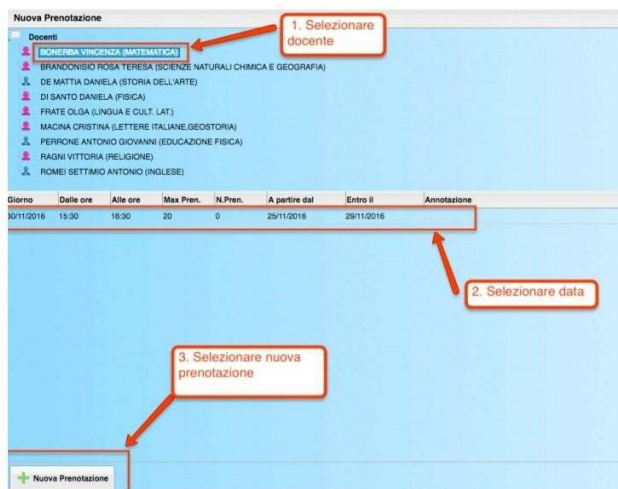 Nuova Prenotazione
1. Selezionare
docente
Docenti
BONERBA VINCENZA (MATEMATICA)
BRANDONISIO ROSA TERESA (SCIENZE NATURALI CHIMICA E GEOGRAFIA)
DE MATTIA DANIELA (STORIA DELL'ARTE)
DI SANTO DANIELA (FISICA)
FRATE OLGA (LINGUA E CULT. LAT.)
MACINA CRISTINA (LETTERE ITALIANE,GEOSTORIA)
PERRONE ANTONIO GIOVANNI (EDUCAZIONE FISICA)
RAGNI VITTORIA (RELIGIONE)
ROMEI SETTIMIO ANTONIO (INGLESE)
Giorno Dalle ore Alle ore Max Pren. N.Pren. A partire dal Entro il Annotazione
30/11/2016 15:30 16:30 20 0 25/11/2016 29/11/2016
2. Selezionare data
3. Selezionare nuova
prenotazione
Nuova Prenotazione